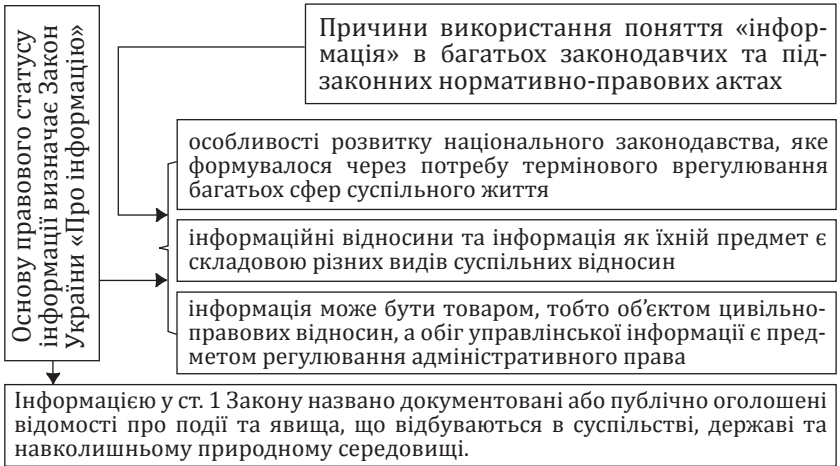 Основу правового статусу
інформації визначає Закон
України «Про інформацію»
Причини використання поняття «інфор-
мація» в багатьох законодавчих та під-
законних нормативно-правових актах
особливості розвитку національного законодавства, яке
формувалося через потребу термінового врегулювання
багатьох сфер суспільного життя
інформаційні відносини та інформація як їхній предмет є
складовою різних видів суспільних відносин
інформація може бути товаром, тобто об’єктом цивільно-
правових відносин, а обіг управлінської інформації є пред-
метом регулювання адміністративного права
Інформацією у ст. 1 Закону названо документовані або публічно оголошені
відомості про події та явища, що відбуваються в суспільстві, державі та
навколишньому природному середовищі.